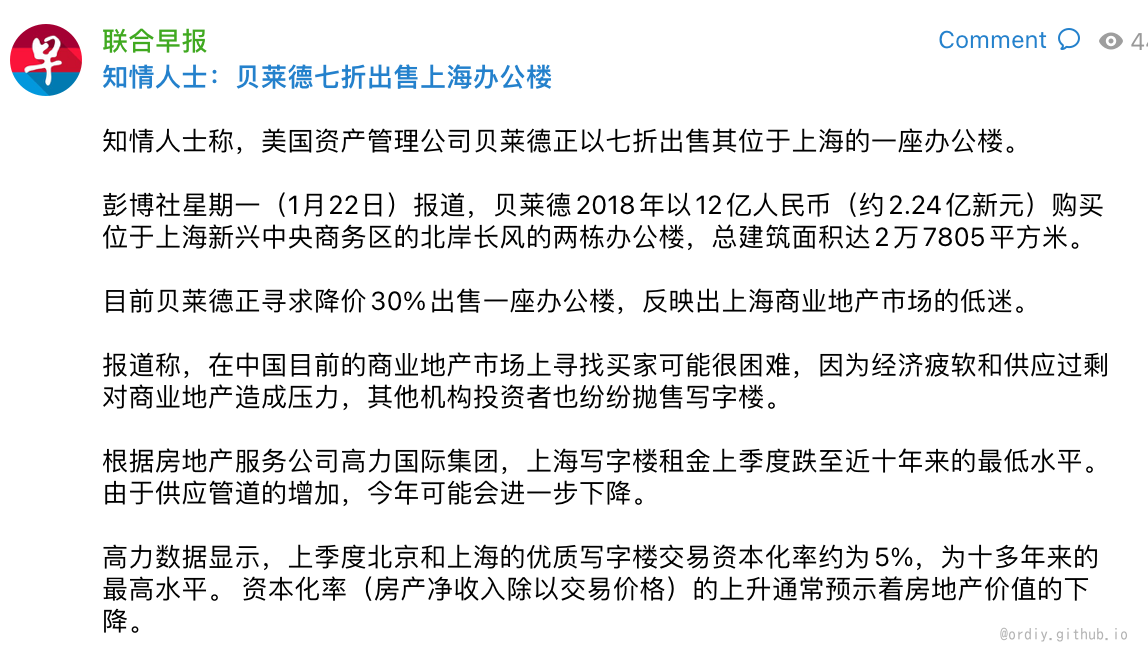 联合早报
Comment
44
早
知情人士：贝莱德七折出售上海办公楼
知情人士称，美国资产管理公司贝莱德正以七折出售其位于上海的一座办公楼。
彭博社星期一（1月22日）报道，贝莱德2018年以12亿人民币（约2.24亿新元）购买
位于上海新兴中央商务区的北岸长风的两栋办公楼，总建筑面积达2万7805平方米。
目前贝莱德正寻求降价30%出售一座办公楼，反映出上海商业地产市场的低迷。
报道称，在中国目前的商业地产市场上寻找买家可能很困难，因为经济疲软和供应过剩
对商业地产造成压力，其他机构投资者也纷纷抛售写字楼。
根据房地产服务公司高力国际集团，上海写字楼租金上季度跌至近十年来的最低水平。
由于供应管道的增加，今年可能会进一步下降。
高力数据显示，上季度北京和上海的优质写字楼交易资本化率约为5%，为十多年来的
最高水平。 资本化率（房产净收入除以交易价格）的上升通常预示着房地产价值的下
降。
@ordiy.github.io